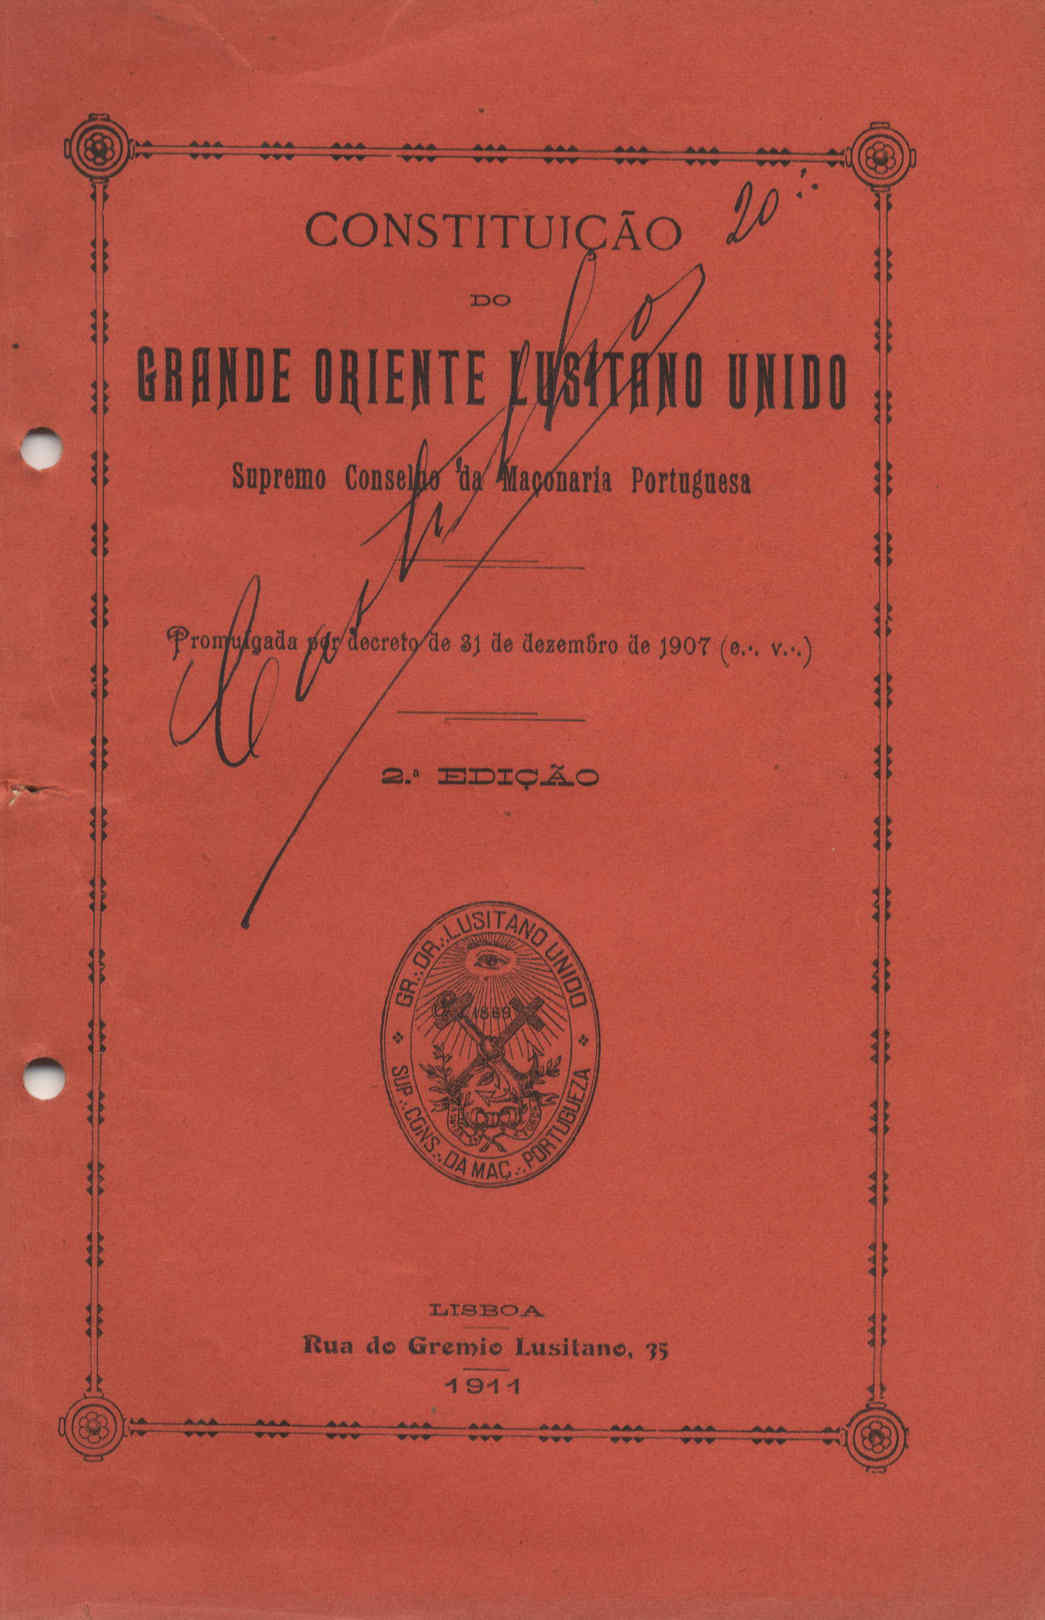 CONSTITUIÇÃO
20∴
DO
GRANDE ORIENTE LUSITANO UNIDO
Supremo Conselho da Maçonaria Portuguesa
Promulgada por decreto de 31 de dezembro de 1907 (e.·. v.·.)
2.ª EDIÇÃO
GR.·. OR.·. LUSITANO UNIDO
1869
SUP.·. CONS.·. DA MAÇ.·. PORTUGUEZA
LISBOA
Rua do Gremio Lusitano, 35
1911